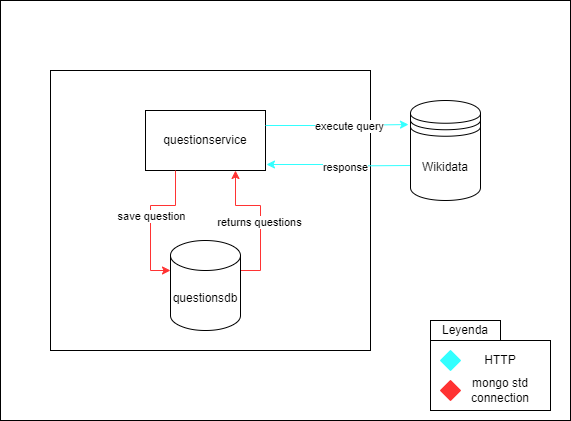 questionservice
execute query
response
Wikidata
save question
returns questions
questionsdb
Leyenda
HTTP
mongo std
connection